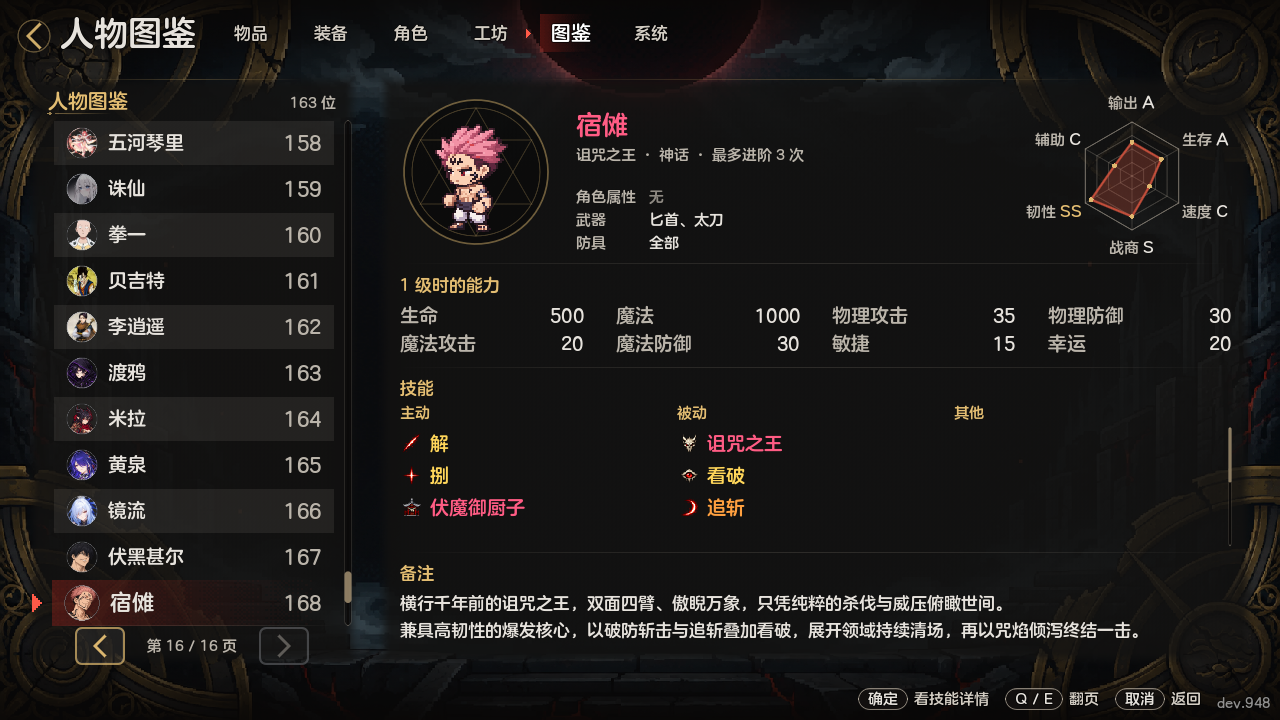 人物图鉴
物品 装备 角色 工坊 图鉴 系统
人物图鉴 163 位
五河琴里 158
诛仙 159
拳一 160
贝吉特 161
李逍遥 162
渡鸦 163
米拉 164
黄泉 165
镜流 166
伏黑甚尔 167
宿傩 168
第 16 / 16 页
宿傩
诅咒之王 · 神话 · 最多进阶 3 次
角色属性 无
武器 匕首、太刀
防具 全部
输出 A
生存 A
速度 C
战商 S
韧性 SS
辅助 C
1 级时的能力
生命 500 魔法 1000 物理攻击 35 物理防御 30
魔法攻击 20 魔法防御 30 敏捷 15 幸运 20
技能
主动 被动 其他
解 诅咒之王
捌 看破
伏魔御厨子 追斩
备注
横行千年前的诅咒之王，双面四臂、傲睨万象，只凭纯粹的杀伐与威压俯瞰世间。
兼具高韧性的爆发核心，以破防斩击与追斩叠加看破，展开领域持续清场，再以咒焰倾泻终结一击。
确定 看技能详情 Q / E 翻页 取消 返回 dev.948